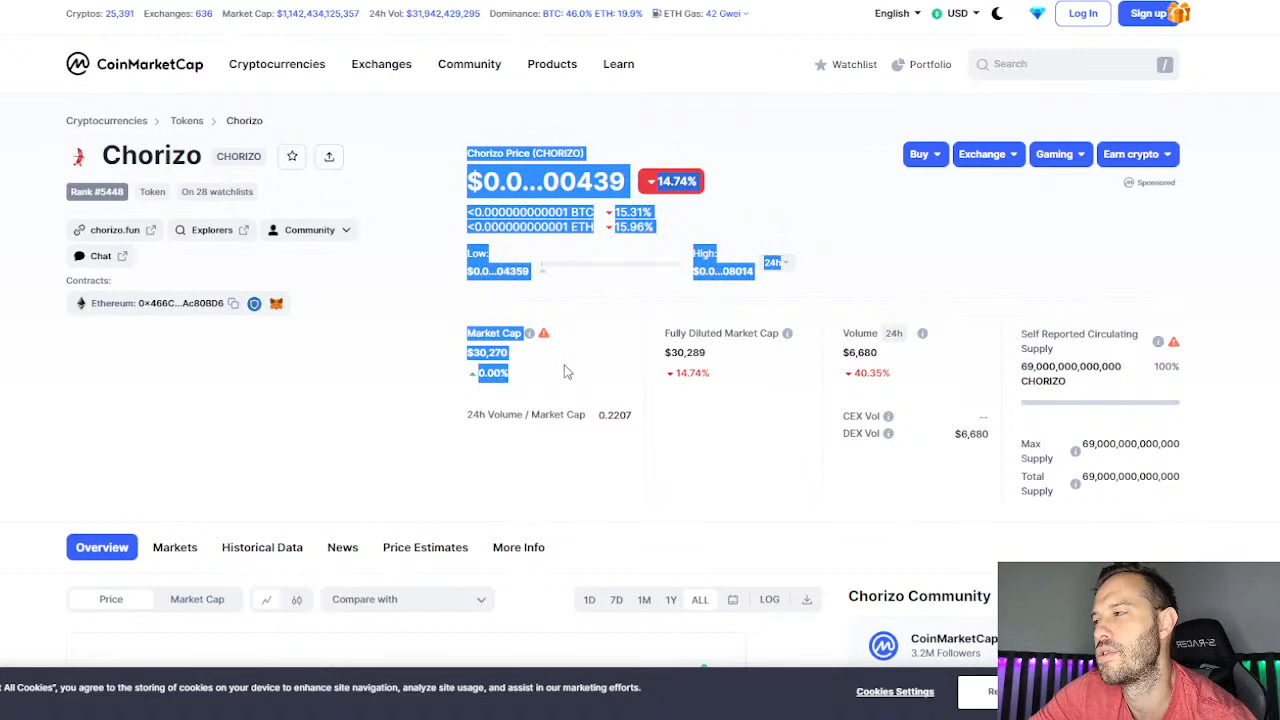 Cryptos: 25,391 Exchanges: 636 Market Cap: $1,142,434,125,357 24h Vol: $31,942,429,295 Dominance: BTC: 46.0% ETH: 19.9% ETH Gas: 42 Gwei English USD Log In Sign up
CoinMarketCap Cryptocurrencies Exchanges Community Products Learn Watchlist Portfolio Search /
Cryptocurrencies > Tokens > Chorizo
Chorizo CHORIZO
Rank #5448 Token On 28 watchlists
chorizo.fun Explorers Community
Chat
Contracts:
Ethereum: 0x466C...Ac80BD6
Chorizo Price (CHORIZO)
$0.0...00439 14.74%
<0.000000000001 BTC 15.31%
<0.000000000001 ETH 15.96%
Low: High:
$0.0...04359 $0.0...08014 24h
Buy Exchange Gaming Earn crypto
Sponsored
Market Cap
$30,270
0.00%
24h Volume / Market Cap 0.2207
Fully Diluted Market Cap
$30,289
14.74%
Volume 24h
$6,680
40.35%
CEX Vol --
DEX Vol $6,680
Self Reported Circulating
Supply
69,000,000,000,000 100%
CHORIZO
Max
Supply 69,000,000,000,000
Total
Supply 69,000,000,000,000
Overview Markets Historical Data News Price Estimates More Info
Price Market Cap Compare with 1D 7D 1M 1Y ALL LOG
Chorizo Community
CoinMarketCap
3.2M Followers
All Cookies", you agree to the storing of cookies on your device to enhance site navigation, analyze site usage, and assist in our marketing efforts.
Cookies Settings
S-RACER